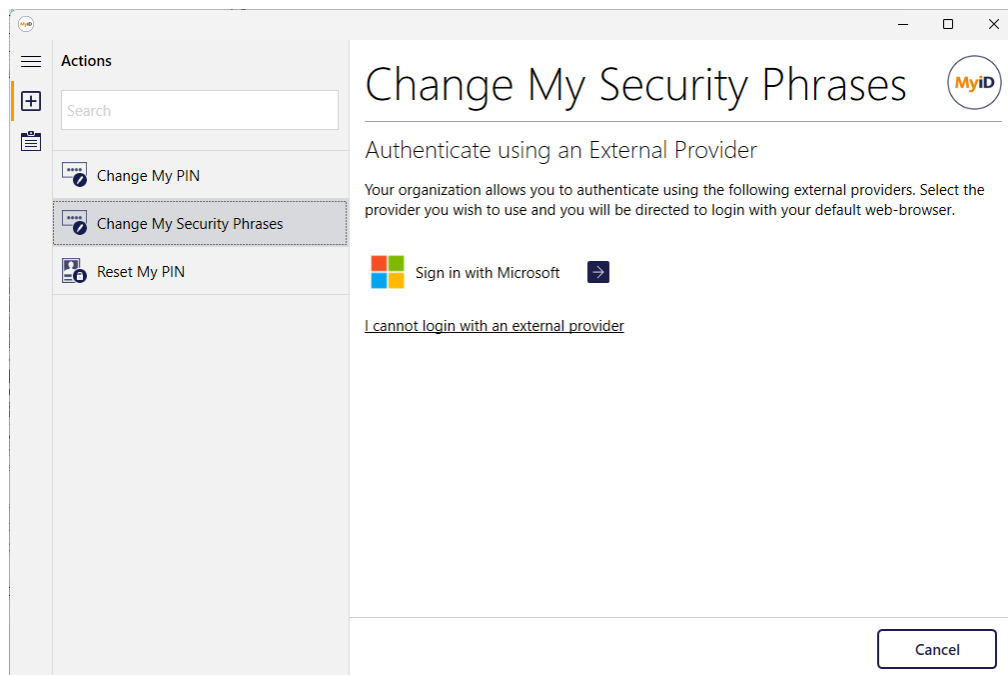 MyiD
Actions
Search
Change My PIN
Change My Security Phrases
Reset My PIN
Change My Security Phrases
MyiD
Authenticate using an External Provider
Your organization allows you to authenticate using the following external providers. Select the
provider you wish to use and you will be directed to login with your default web-browser.
Sign in with Microsoft
I cannot login with an external provider
Cancel